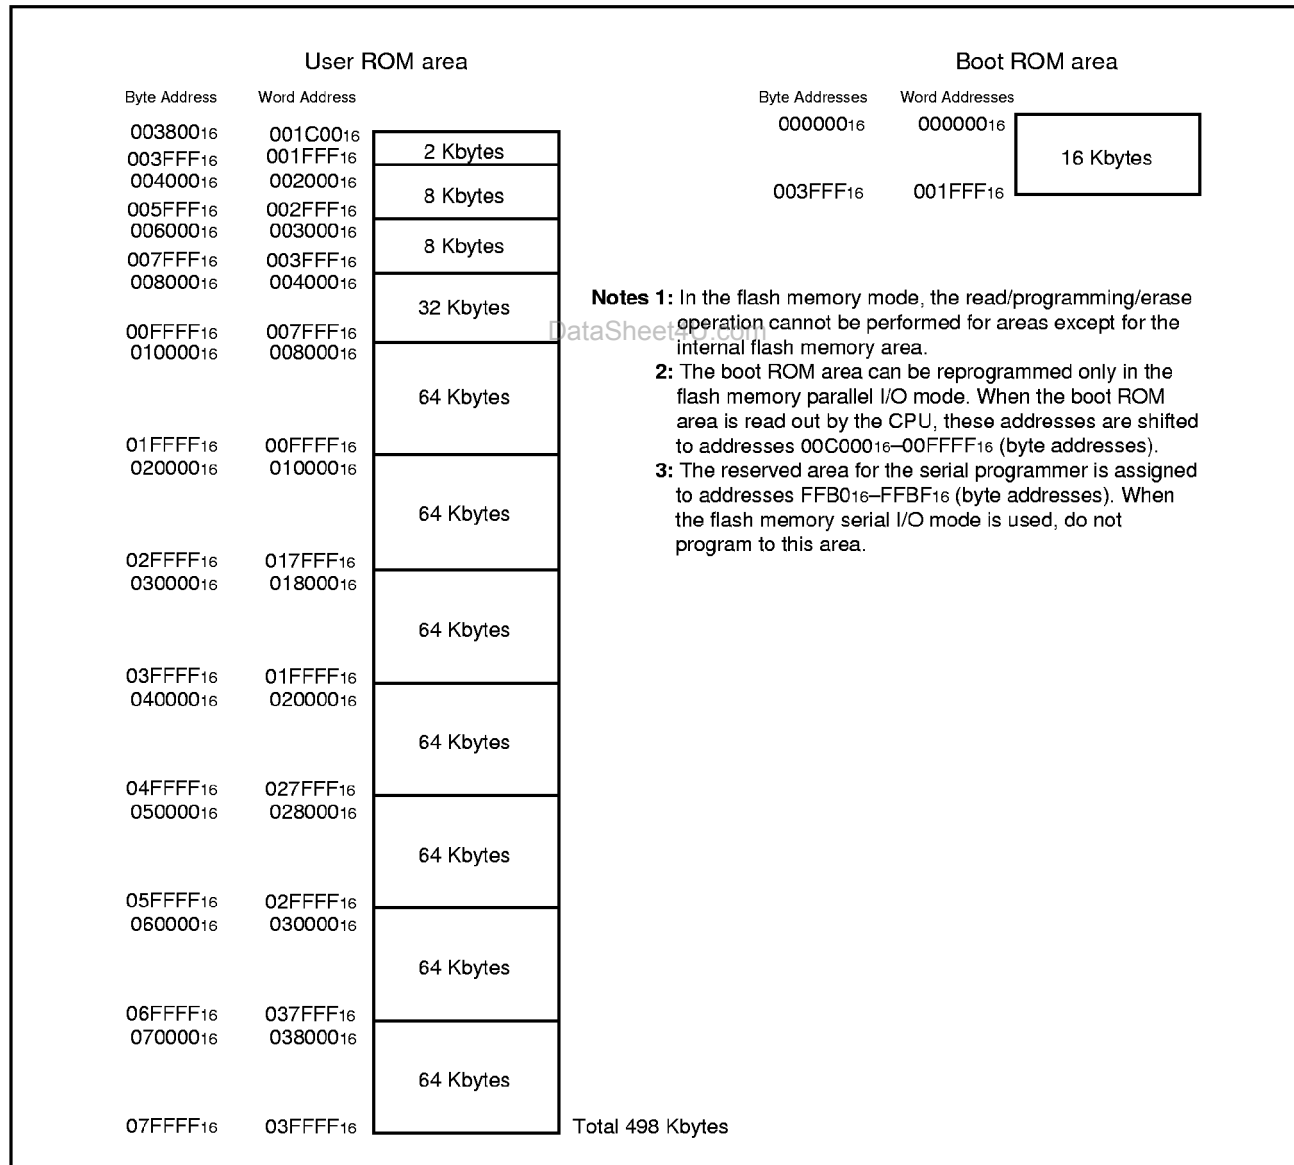 User ROM area
Byte Address Word Address
00380016 001C0016
2 Kbytes
003FFF16 001FFF16
00400016 00200016
8 Kbytes
005FFF16 002FFF16
00600016 00300016
8 Kbytes
007FFF16 003FFF16
00800016 00400016
32 Kbytes
00FFFF16 007FFF16
01000016 00800016
64 Kbytes
01FFFF16 00FFFF16
02000016 01000016
64 Kbytes
02FFFF16 017FFF16
03000016 01800016
64 Kbytes
03FFFF16 01FFFF16
04000016 02000016
64 Kbytes
04FFFF16 027FFF16
05000016 02800016
64 Kbytes
05FFFF16 02FFFF16
06000016 03000016
64 Kbytes
06FFFF16 037FFF16
07000016 03800016
64 Kbytes
07FFFF16 03FFFF16
Total 498 Kbytes
Boot ROM area
Byte Addresses Word Addresses
00000016 00000016
16 Kbytes
003FFF16 001FFF16
Notes 1: In the flash memory mode, the read/programming/erase
operation cannot be performed for areas except for the
internal flash memory area.
2: The boot ROM area can be reprogrammed only in the
flash memory parallel I/O mode. When the boot ROM
area is read out by the CPU, these addresses are shifted
to addresses 00C00016–00FFFF16 (byte addresses).
3: The reserved area for the serial programmer is assigned
to addresses FFB016–FFBF16 (byte addresses). When
the flash memory serial I/O mode is used, do not
program to this area.
DataSheet4U.com